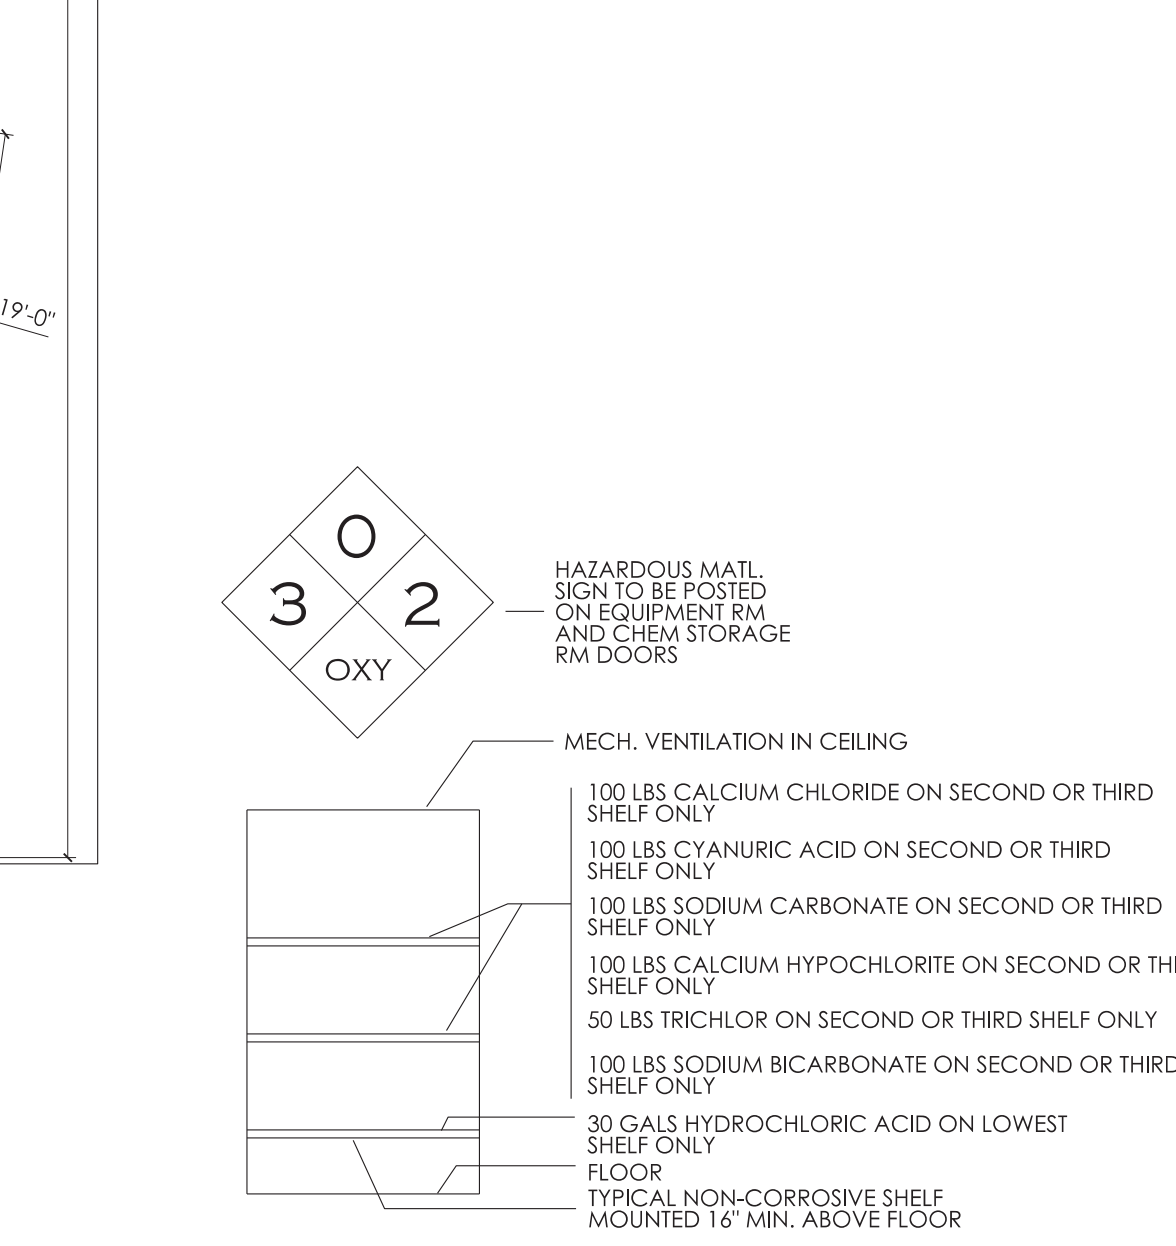 19'-0"
0
3 2
OXY
HAZARDOUS MATL.
SIGN TO BE POSTED
ON EQUIPMENT RM
AND CHEM STORAGE
RM DOORS
MECH. VENTILATION IN CEILING
100 LBS CALCIUM CHLORIDE ON SECOND OR THIRD
SHELF ONLY
100 LBS CYANURIC ACID ON SECOND OR THIRD
SHELF ONLY
100 LBS SODIUM CARBONATE ON SECOND OR THIRD
SHELF ONLY
100 LBS CALCIUM HYPOCHLORITE ON SECOND OR
SHELF ONLY
50 LBS TRICHLOR ON SECOND OR THIRD SHELF ONLY
100 LBS SODIUM BICARBONATE ON SECOND OR THIRD
SHELF ONLY
30 GALS HYDROCHLORIC ACID ON LOWEST
SHELF ONLY
FLOOR
TYPICAL NON-CORROSIVE SHELF
MOUNTED 16" MIN. ABOVE FLOOR